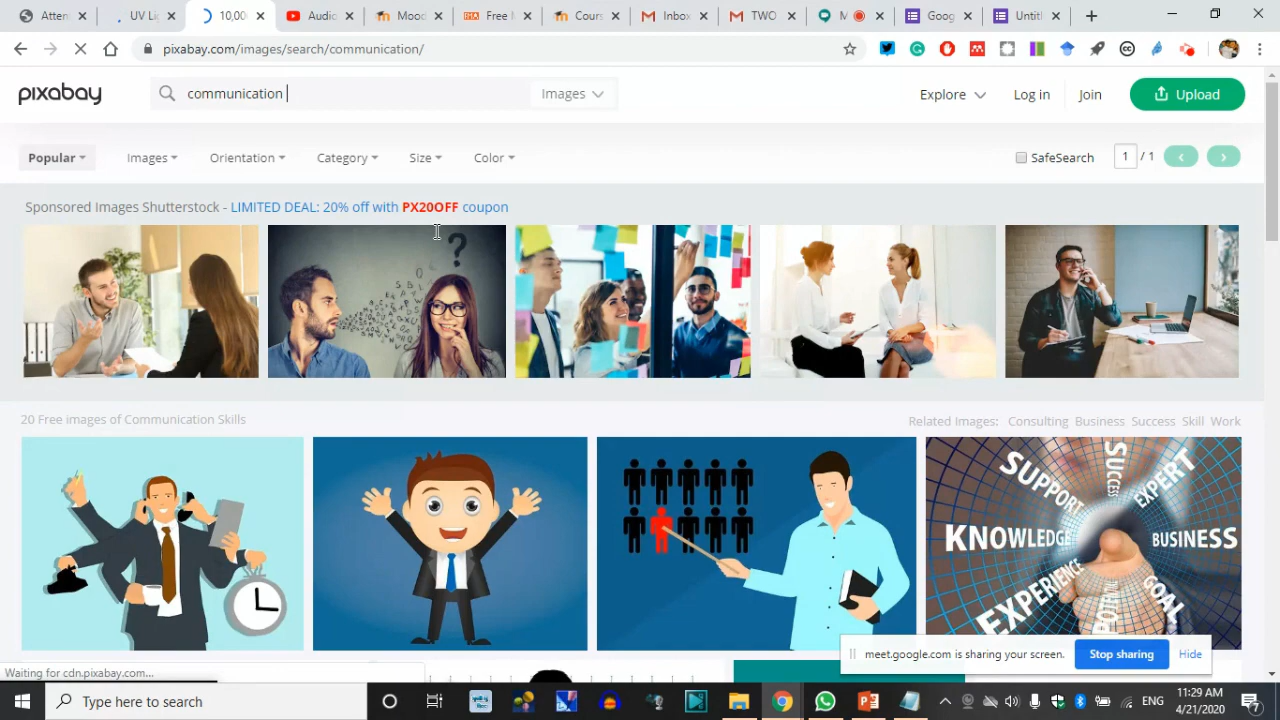 Atten
UV Lig
10,00
Audio
Mood
Free I
Cours
Inbox
TWO
M
Goog
Untitl
pixabay.com/images/search/communication/
pixabay
communication
Images
Explore
Log in
Join
Upload
Popular
Images
Orientation
Category
Size
Color
SafeSearch
1 / 1
Sponsored Images Shutterstock - LIMITED DEAL: 20% off with PX20OFF coupon
?
20 Free images of Communication Skills
Related Images: Consulting Business Success Skill Work
SUPPORT
SUCCESS
EXPERT
KNOWLEDGE
BUSINESS
EXPERIENCE
GOAL
meet.google.com is sharing your screen.
Stop sharing
Hide
Waiting for cdn.pixabay.com...
Type here to search
ENG
11:29 AM
4/21/2020
7